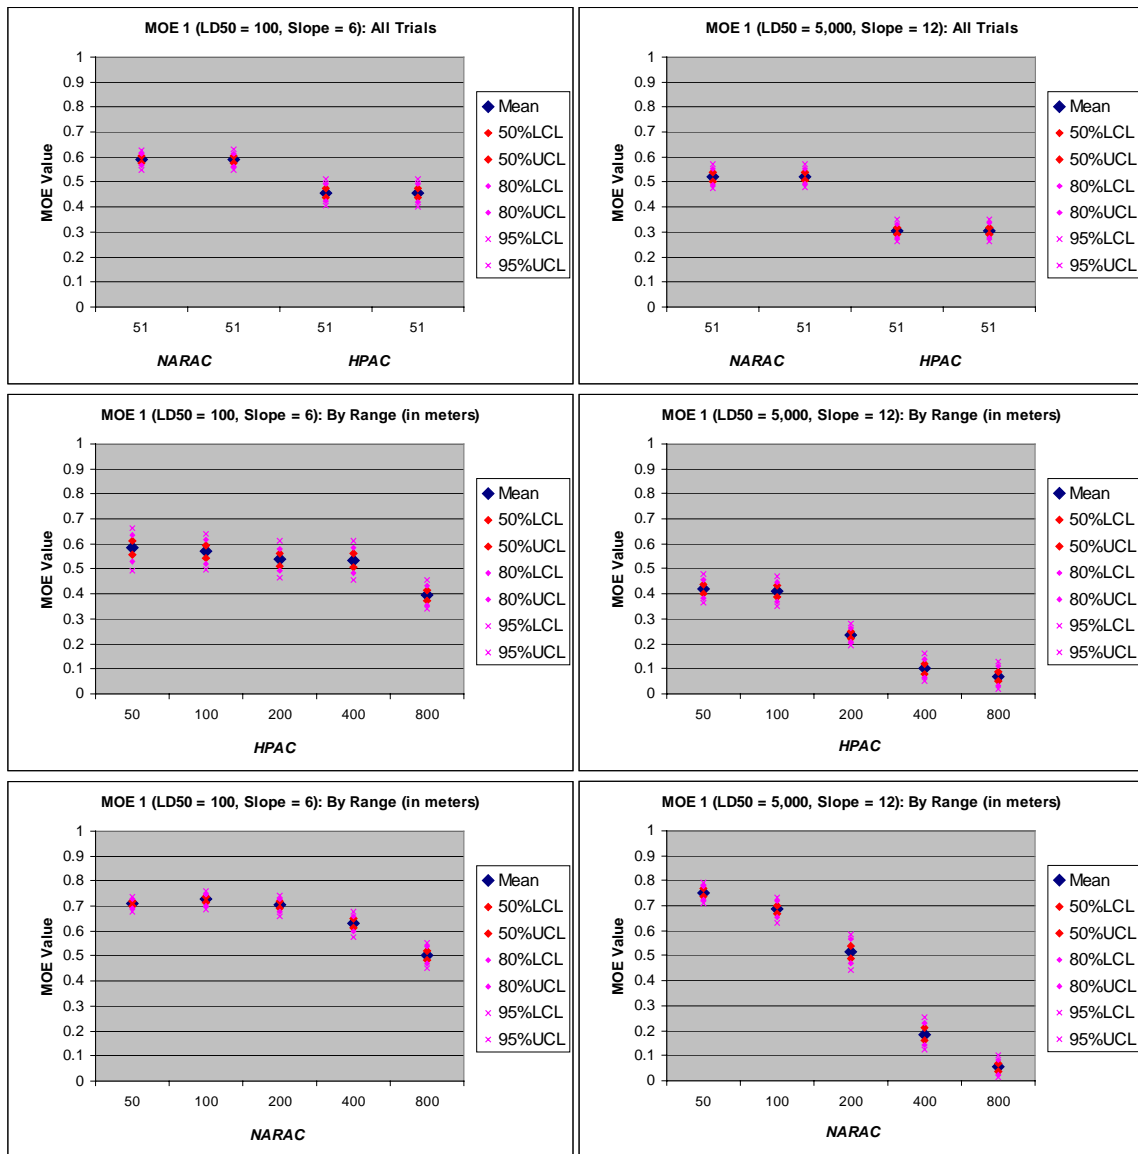 MOE 1 (LD50 = 100, Slope = 6): All Trials
MOE Value
1
0.9
0.8
0.7
0.6
0.5
0.4
0.3
0.2
0.1
0
51
51
51
51
NARAC
HPAC
Mean
50%LCL
50%UCL
80%LCL
80%UCL
95%LCL
95%UCL
MOE 1 (LD50 = 5,000, Slope = 12): All Trials
MOE Value
1
0.9
0.8
0.7
0.6
0.5
0.4
0.3
0.2
0.1
0
51
51
51
51
NARAC
HPAC
Mean
50%LCL
50%UCL
80%LCL
80%UCL
95%LCL
95%UCL
MOE 1 (LD50 = 100, Slope = 6): By Range (in meters)
MOE Value
1
0.9
0.8
0.7
0.6
0.5
0.4
0.3
0.2
0.1
0
50
100
200
400
800
HPAC
Mean
50%LCL
50%UCL
80%LCL
80%UCL
95%LCL
95%UCL
MOE 1 (LD50 = 5,000, Slope = 12): By Range (in meters)
MOE Value
1
0.9
0.8
0.7
0.6
0.5
0.4
0.3
0.2
0.1
0
50
100
200
400
800
HPAC
Mean
50%LCL
50%UCL
80%LCL
80%UCL
95%LCL
95%UCL
MOE 1 (LD50 = 100, Slope = 6): By Range (in meters)
MOE Value
1
0.9
0.8
0.7
0.6
0.5
0.4
0.3
0.2
0.1
0
50
100
200
400
800
NARAC
Mean
50%LCL
50%UCL
80%LCL
80%UCL
95%LCL
95%UCL
MOE 1 (LD50 = 5,000, Slope = 12): By Range (in meters)
MOE Value
1
0.9
0.8
0.7
0.6
0.5
0.4
0.3
0.2
0.1
0
50
100
200
400
800
NARAC
Mean
50%LCL
50%UCL
80%LCL
80%UCL
95%LCL
95%UCL